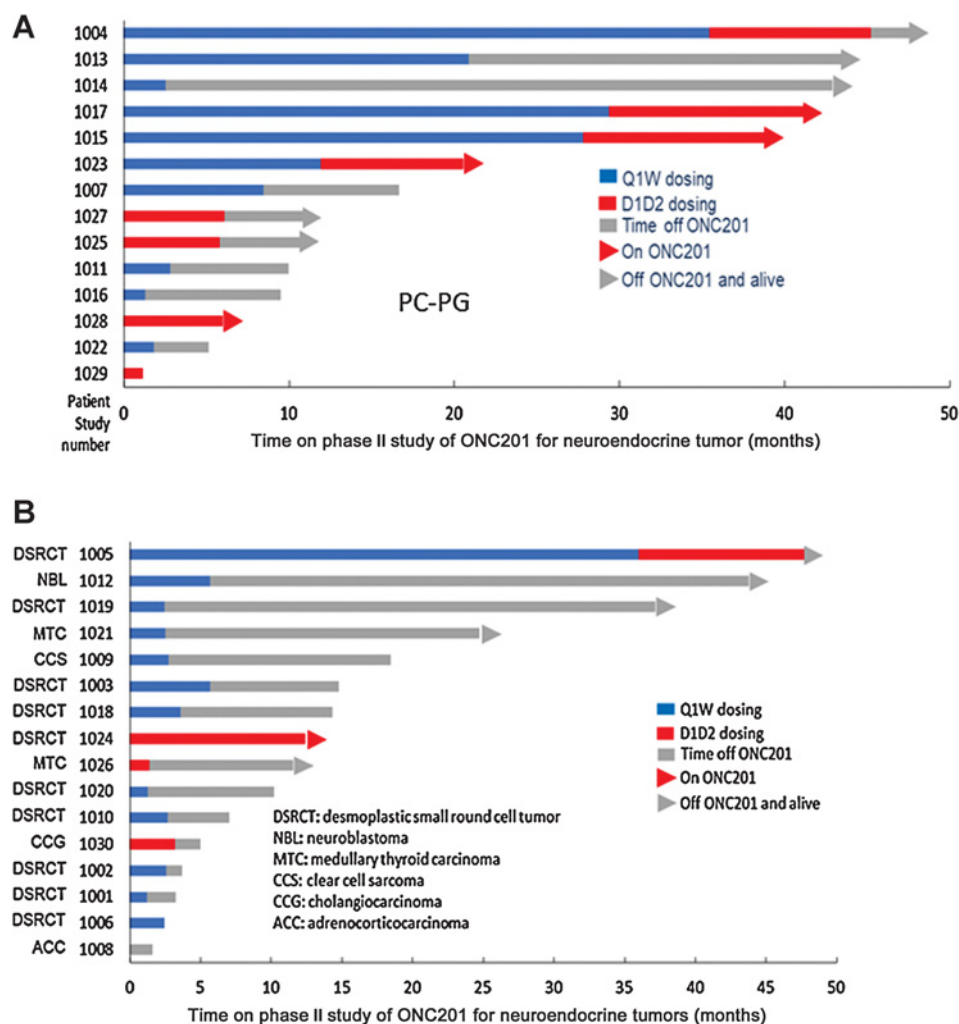 A
1004
1013
1014
1017
1015
1023
1007
1027
1025
1011
1016
1028
1022
1029
Q1W dosing
D1D2 dosing
Time off ONC201
On ONC201
Off ONC201 and alive
PC-PG
Patient
Study
number
0 10 20 30 40 50
Time on phase II study of ONC201 for neuroendocrine tumor (months)
B
DSRCT 1005
NBL 1012
DSRCT 1019
MTC 1021
CCS 1009
DSRCT 1003
DSRCT 1018
DSRCT 1024
MTC 1026
DSRCT 1020
DSRCT 1010
CCG 1030
DSRCT 1002
DSRCT 1001
DSRCT 1006
ACC 1008
Q1W dosing
D1D2 dosing
Time off ONC201
On ONC201
Off ONC201 and alive
DSRCT: desmoplastic small round cell tumor
NBL: neuroblastoma
MTC: medullary thyroid carcinoma
CCS: clear cell sarcoma
CCG: cholangiocarcinoma
ACC: adrenocorticocarcinoma
0 5 10 15 20 25 30 35 40 45 50
Time on phase II study of ONC201 for neuroendocrine tumors (months)